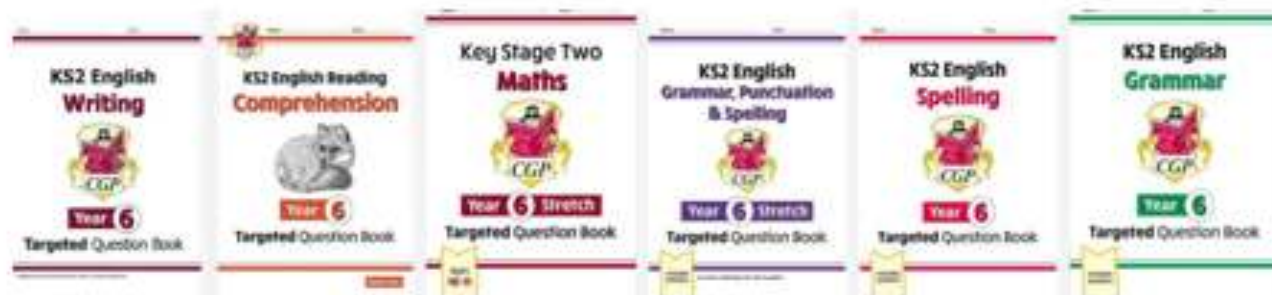 KS2 English
Writing
CGP
Year 6
Targeted Question Book
KS2 English Reading
Comprehension
Year 6
Targeted Question Book
Key Stage Two
Maths
CGP
Year 6 Stretch
Targeted Question Book
KS2 English
Grammar, Punctuation
& Spelling
CGP
Year 6 Stretch
Targeted Question Book
KS2 English
Spelling
CGP
Year 6
Targeted Question Book
KS2 English
Grammar
CGP
Year 6
Targeted Question Book